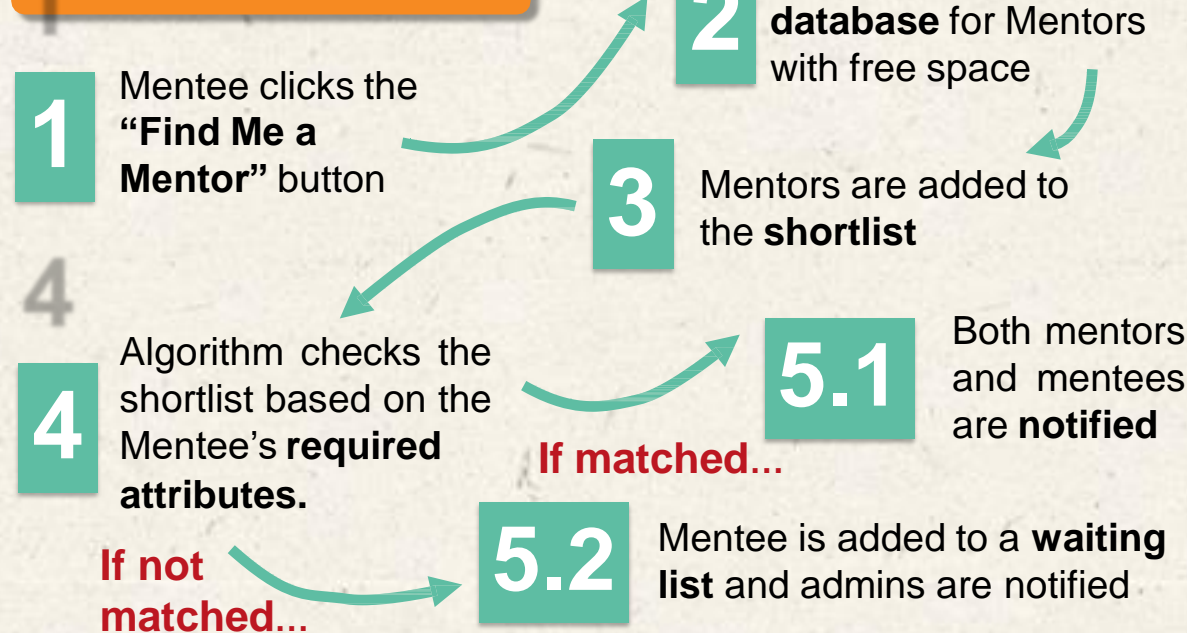 1
Mentee clicks the
“Find Me a
Mentor” button
2
database for Mentors
with free space
3
Mentors are added to
the shortlist
4
4
Algorithm checks the
shortlist based on the
Mentee’s required
attributes.
If matched...
5.1
Both mentors
and mentees
are notified
If not
matched...
5.2
Mentee is added to a waiting
list and admins are notified